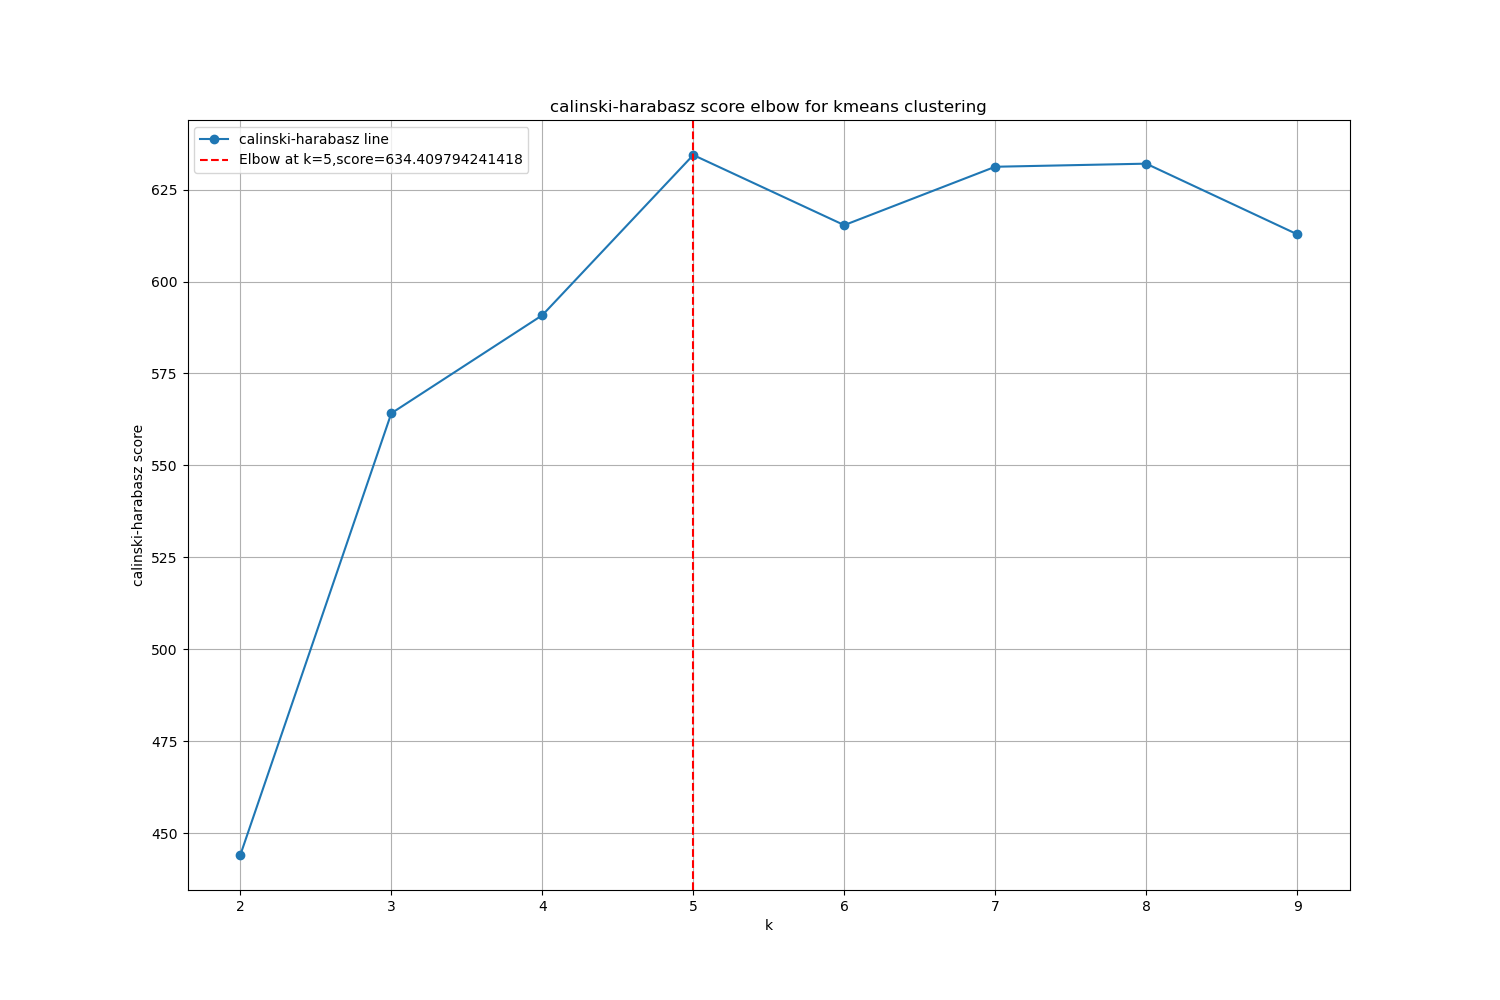 calinski-harabasz score elbow for kmeans clustering
calinski-harabasz line
Elbow at k=5,score=634.409794241418
625
600
575
550
525
500
475
450
calinski-harabasz score
2 3 4 5 6 7 8 9
k